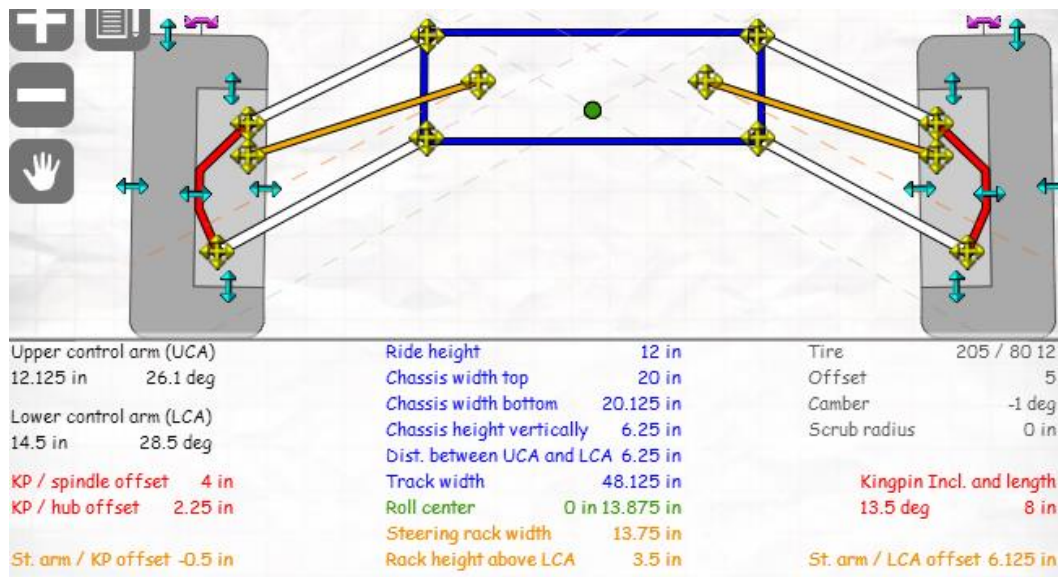 Upper control arm (UCA)
12.125 in 26.1 deg
Lower control arm (LCA)
14.5 in 28.5 deg
KP / spindle offset 4 in
KP / hub offset 2.25 in
St. arm / KP offset -0.5 in
Ride height 12 in
Chassis width top 20 in
Chassis width bottom 20.125 in
Chassis height vertically 6.25 in
Dist. between UCA and LCA 6.25 in
Track width 48.125 in
Roll center 0 in 13.875 in
Steering rack width 13.75 in
Rack height above LCA 3.5 in
Tire 205 / 80 12
Offset 5
Camber -1 deg
Scrub radius 0 in
Kingpin Incl. and length
13.5 deg 8 in
St. arm / LCA offset 6.125 in